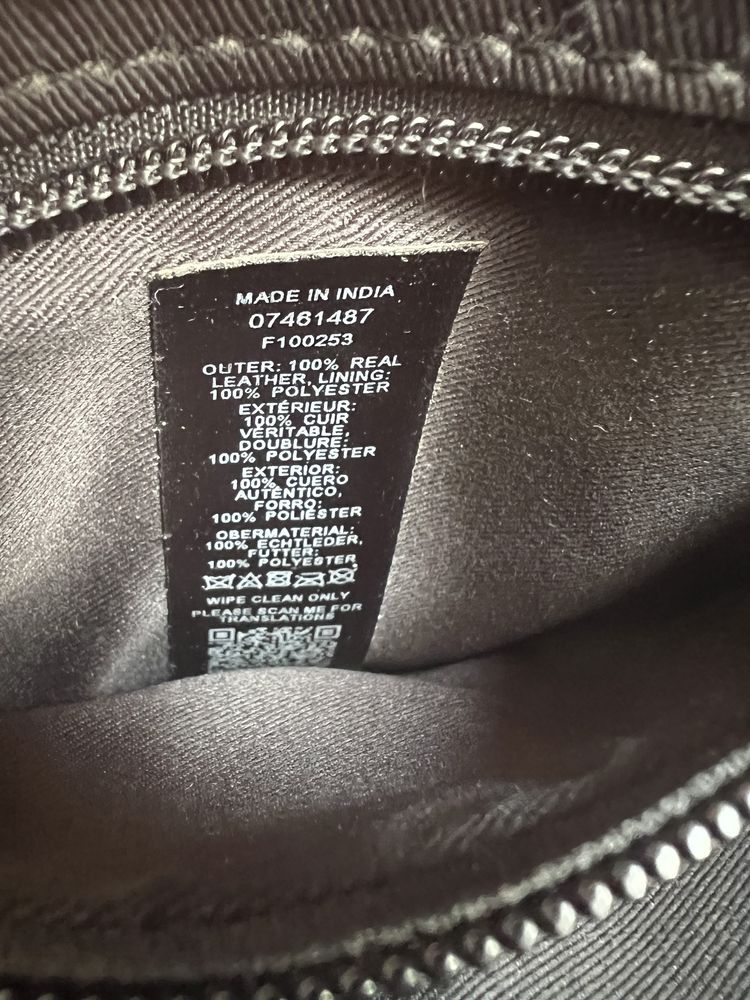 MADE IN INDIA
07461487
F100253
OUTER: 100% REAL
LEATHER, LINING:
100% POLYESTER
EXTÉRIEUR:
100% CUIR
VÉRITABLE,
DOUBLURE:
100% POLYESTER
EXTERIOR:
100% CUERO
AUTÉNTICO,
FORRO:
100% POLIÉSTER
OBERMATERIAL:
100% ECHTLEDER,
FUTTER:
100% POLYESTER
WIPE CLEAN ONLY
PLEASE SCAN ME FOR
TRANSLATIONS